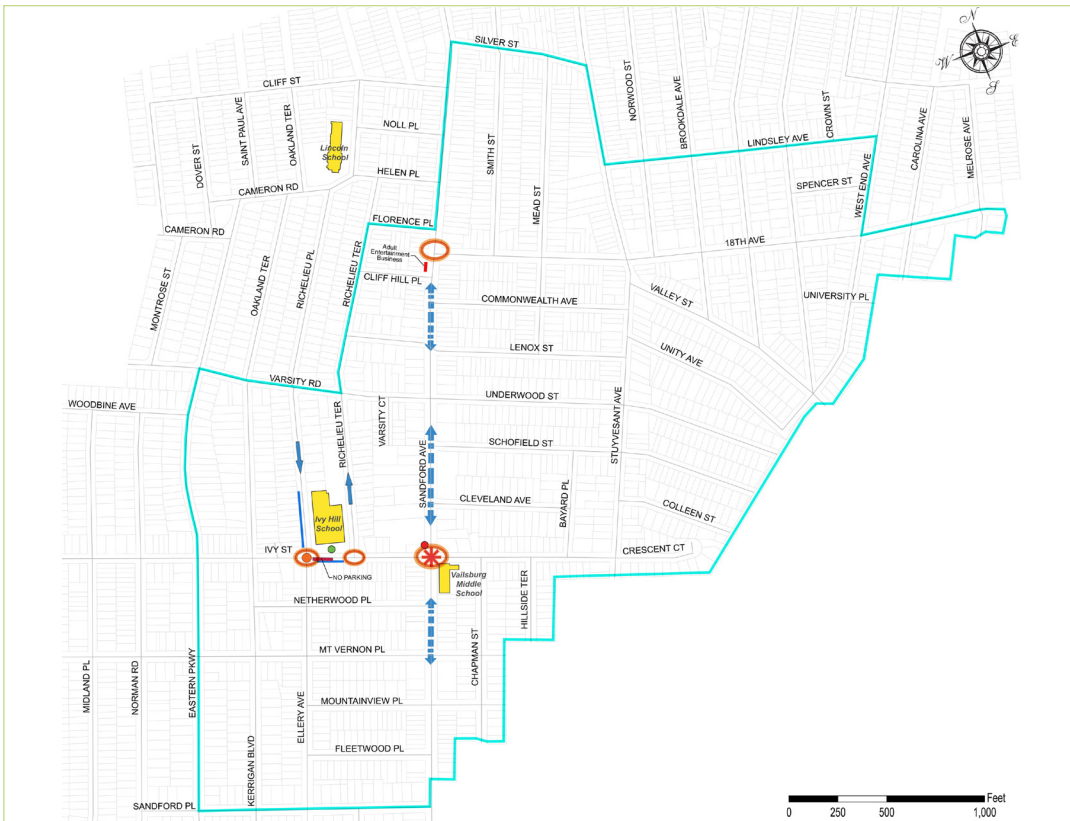 SILVER ST
N
E
W
S
CLIFF ST
NORWOOD ST
BROOKDALE AVE
CROWN ST
LINDSLEY AVE
CAROLINA AVE
MELROSE AVE
NOLL PL
Lincoln
School
DOVER ST
SAINT PAUL AVE
OAKLAND TER
SMITH ST
HELEN PL
CAMERON RD
MEAD ST
SPENCER ST
WEST END AVE
FLORENCE PL
CAMERON RD
18TH AVE
Adult
Entertainment
Business
CLIFF HILL PL
MONTROSE ST
OAKLAND TER
RICHELIEU PL
RICHELIEU TER
COMMONWEALTH AVE
VALLEY ST
UNIVERSITY PL
LENOX ST
UNITY AVE
VARSITY RD
UNDERWOOD ST
WOODBINE AVE
VARSITY CT
RICHELIEU TER
SANDFORD AVE
STUYVESANT AVE
SCHOFIELD ST
CLEVELAND AVE
BAYARD PL
COLLEEN ST
Ivy Hill
School
IVY ST
CRESCENT CT
NO PARKING
Vailsburg
Middle
School
NETHERWOOD PL
HILLSIDE TER
MT VERNON PL
CHAPMAN ST
MIDLAND PL
NORMAN RD
EASTERN PKWY
KERRIGAN BLVD
ELLERY AVE
MOUNTAINVIEW PL
FLEETWOOD PL
SANDFORD PL
Feet
0 250 500 1,000